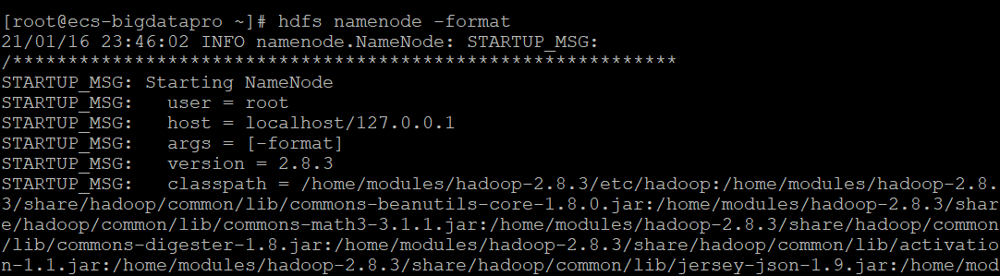 [root@ecs-bigdatapro ~]# hdfs namenode -format
21/01/16 23:46:02 INFO namenode.NameNode: STARTUP_MSG:
/************************************************************
STARTUP_MSG: Starting NameNode
STARTUP_MSG:   user = root
STARTUP_MSG:   host = localhost/127.0.0.1
STARTUP_MSG:   args = [-format]
STARTUP_MSG:   version = 2.8.3
STARTUP_MSG:   classpath = /home/modules/hadoop-2.8.3/etc/hadoop:/home/modules/hadoop-2.8.
3/share/hadoop/common/lib/commons-beanutils-core-1.8.0.jar:/home/modules/hadoop-2.8.3/shar
e/hadoop/common/lib/commons-math3-3.1.1.jar:/home/modules/hadoop-2.8.3/share/hadoop/common
/lib/commons-digester-1.8.jar:/home/modules/hadoop-2.8.3/share/hadoop/common/lib/activatio
n-1.1.jar:/home/modules/hadoop-2.8.3/share/hadoop/common/lib/jersey-json-1.9.jar:/home/mod